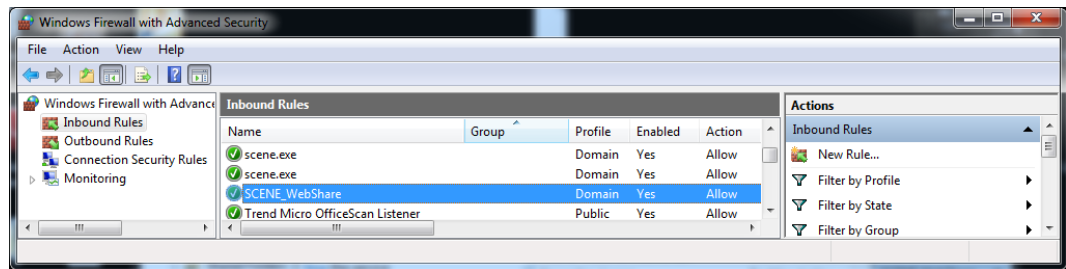 Windows Firewall with Advanced Security
File Action View Help
Windows Firewall with Advance
Inbound Rules
Outbound Rules
Connection Security Rules
Monitoring
Inbound Rules
Name Group Profile Enabled Action
scene.exe Domain Yes Allow
scene.exe Domain Yes Allow
SCENE_WebShare Domain Yes Allow
Trend Micro OfficeScan Listener Public Yes Allow
Actions
Inbound Rules
New Rule...
Filter by Profile
Filter by State
Filter by Group